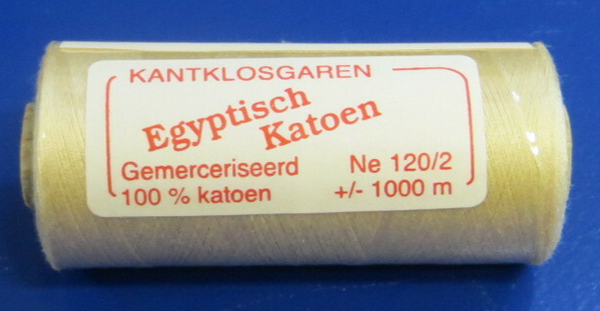 KANTKLOSGAREN
Egyptisch
Katoen
Gemerceriseerd Ne 120/2
100 % katoen +/- 1000 m